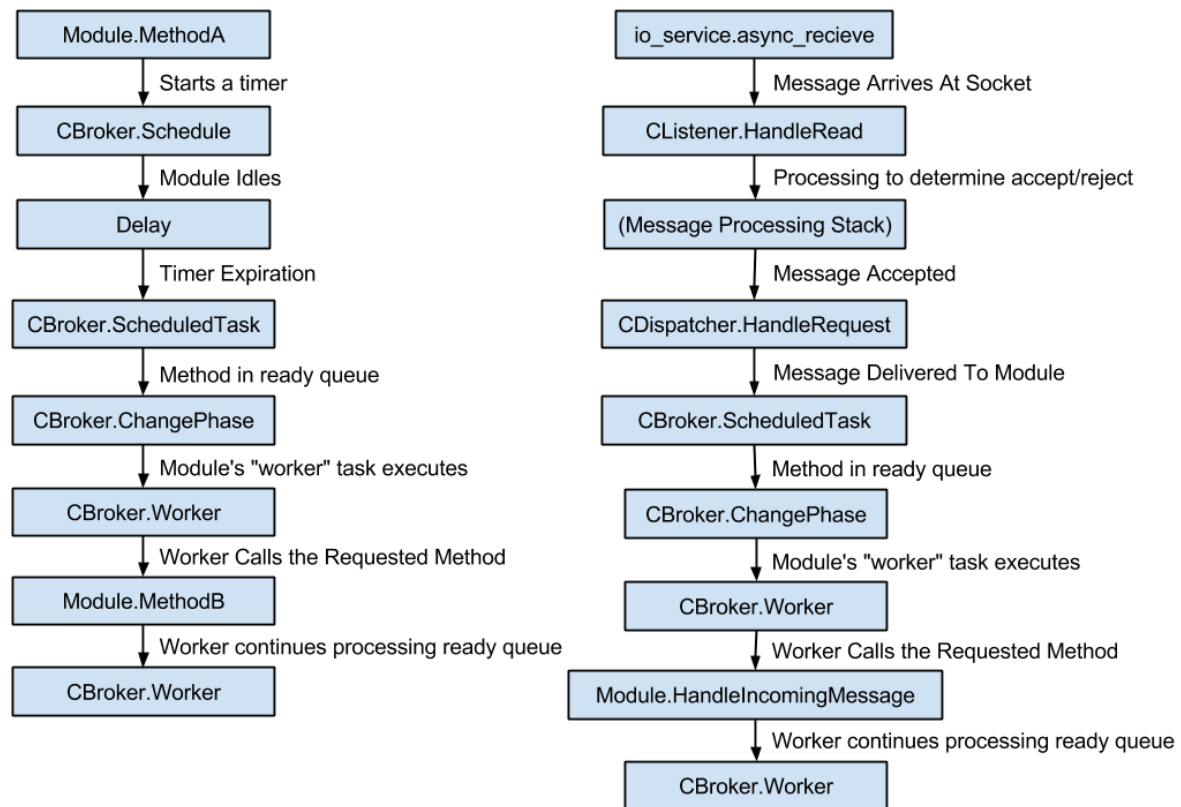 Module.MethodA
Starts a timer
CBroker.Schedule
Module Idles
Delay
Timer Expiration
CBroker.ScheduledTask
Method in ready queue
CBroker.ChangePhase
Module's "worker" task executes
CBroker.Worker
Worker Calls the Requested Method
Module.MethodB
Worker continues processing ready queue
CBroker.Worker
io_service.async_recieve
Message Arrives At Socket
CListener.HandleRead
Processing to determine accept/reject
(Message Processing Stack)
Message Accepted
CDispatcher.HandleRequest
Message Delivered To Module
CBroker.ScheduledTask
Method in ready queue
CBroker.ChangePhase
Module's "worker" task executes
CBroker.Worker
Worker Calls the Requested Method
Module.HandleIncomingMessage
Worker continues processing ready queue
CBroker.Worker